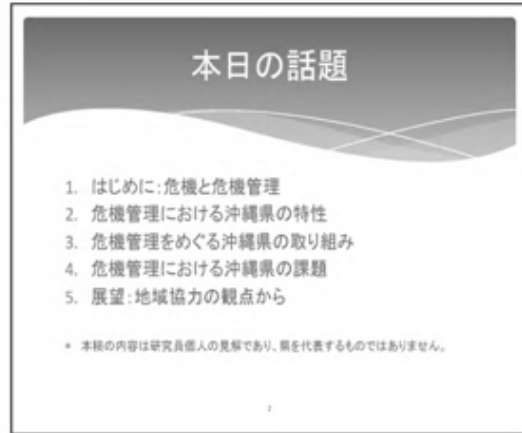 本日の話題
1. はじめに:危機と危機管理
2. 危機管理における沖縄県の特性
3. 危機管理をめぐる沖縄県の取り組み
4. 危機管理における沖縄県の課題
5. 展望:地域協力の観点から
* 本稿の内容は研究員個人の見解であり、県を代表するものではありません。
2